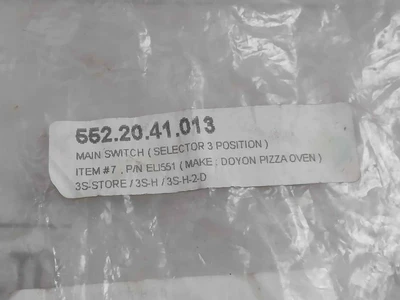 552.20.41.013
MAIN SWITCH ( SELECTOR 3 POSITION )
ITEM #7 , P/N ELI551 ( MAKE ; DOYON PIZZA OVEN )
3S-STORE / 3S-H / 3S-H-2-D